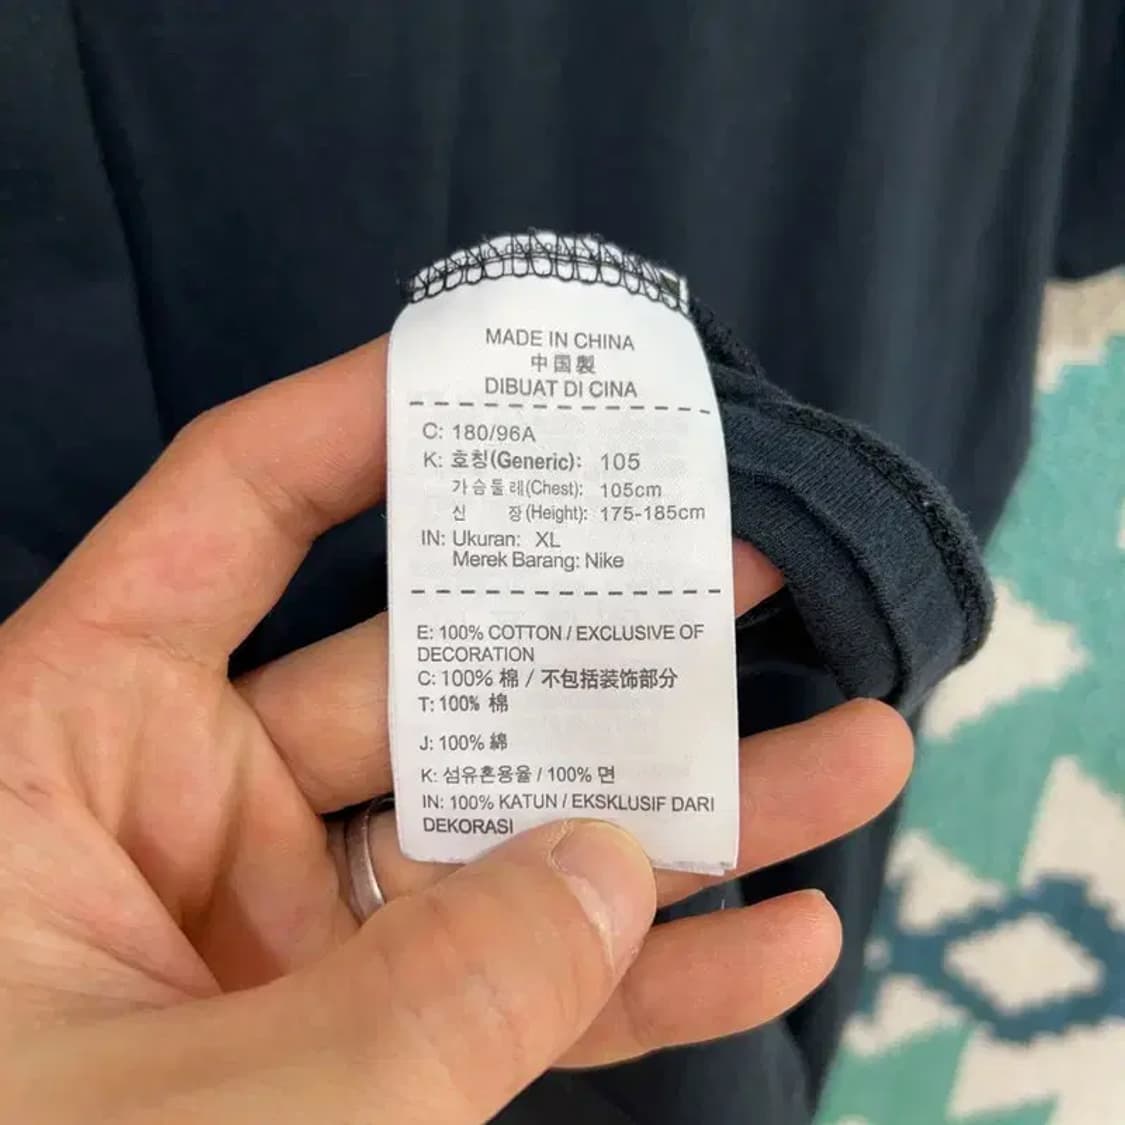 MADE IN CHINA
中国製
DIBUAT DI CINA
C: 180/96A
K: 호칭(Generic): 105
가슴둘레(Chest): 105cm
신 장(Height): 175-185cm
IN: Ukuran: XL
Merek Barang: Nike
E: 100% COTTON / EXCLUSIVE OF
DECORATION
C: 100% 棉 / 不包括装饰部分
T: 100% 棉
J: 100% 綿
K: 섬유혼용율 / 100% 면
IN: 100% KATUN / EKSKLUSIF DARI
DEKORASI